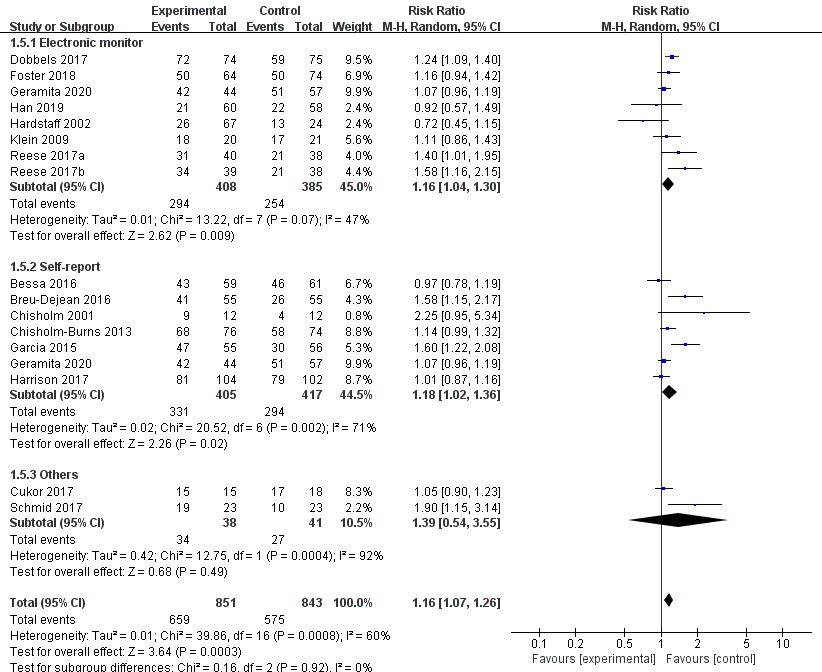 Experimental Control Risk Ratio Risk Ratio
Study or Subgroup Events Total Events Total Weight M-H, Random, 95% CI M-H, Random, 95% CI
1.5.1 Electronic monitor
Dobbels 2017 72 74 59 75 9.5% 1.24 [1.09, 1.40]
Foster 2018 50 64 50 74 6.9% 1.16 [0.94, 1.42]
Geramita 2020 42 44 51 57 9.9% 1.07 [0.96, 1.19]
Han 2019 21 60 22 58 2.4% 0.92 [0.57, 1.49]
Hardstaff 2002 26 67 13 24 2.4% 0.72 [0.45, 1.15]
Klein 2009 18 20 17 21 5.6% 1.11 [0.86, 1.43]
Reese 2017a 31 40 21 38 4.2% 1.40 [1.01, 1.95]
Reese 2017b 34 39 21 38 4.5% 1.58 [1.16, 2.15]
Subtotal (95% CI) 408 385 45.0% 1.16 [1.04, 1.30]
Total events 294 254
Heterogeneity: Tau² = 0.01; Chi² = 13.22, df = 7 (P = 0.07); I² = 47%
Test for overall effect: Z = 2.62 (P = 0.009)
1.5.2 Self-report
Bessa 2016 43 59 46 61 6.7% 0.97 [0.78, 1.19]
Breu-Dejean 2016 41 55 26 55 4.3% 1.58 [1.15, 2.17]
Chisholm 2001 9 12 4 12 0.8% 2.25 [0.95, 5.34]
Chisholm-Burns 2013 68 76 58 74 8.8% 1.14 [0.99, 1.32]
Garcia 2015 47 55 30 56 5.3% 1.60 [1.22, 2.08]
Geramita 2020 42 44 51 57 9.9% 1.07 [0.96, 1.19]
Harrison 2017 81 104 79 102 8.7% 1.01 [0.87, 1.16]
Subtotal (95% CI) 405 417 44.5% 1.18 [1.02, 1.36]
Total events 331 294
Heterogeneity: Tau² = 0.02; Chi² = 20.52, df = 6 (P = 0.002); I² = 71%
Test for overall effect: Z = 2.26 (P = 0.02)
1.5.3 Others
Cukor 2017 15 15 17 18 8.3% 1.05 [0.90, 1.23]
Schmid 2017 19 23 10 23 2.2% 1.90 [1.15, 3.14]
Subtotal (95% CI) 38 41 10.5% 1.39 [0.54, 3.55]
Total events 34 27
Heterogeneity: Tau² = 0.42; Chi² = 12.75, df = 1 (P = 0.0004); I² = 92%
Test for overall effect: Z = 0.68 (P = 0.49)
Total (95% CI) 851 843 100.0% 1.16 [1.07, 1.26]
Total events 659 575
Heterogeneity: Tau² = 0.01; Chi² = 39.86, df = 16 (P = 0.0008); I² = 60%
Test for overall effect: Z = 3.64 (P = 0.0003)
Test for subgroup differences: Chi² = 0.16, df = 2 (P = 0.92), I² = 0%
0.1 0.2 0.5 1 2 5 10
Favours [experimental] Favours [control]